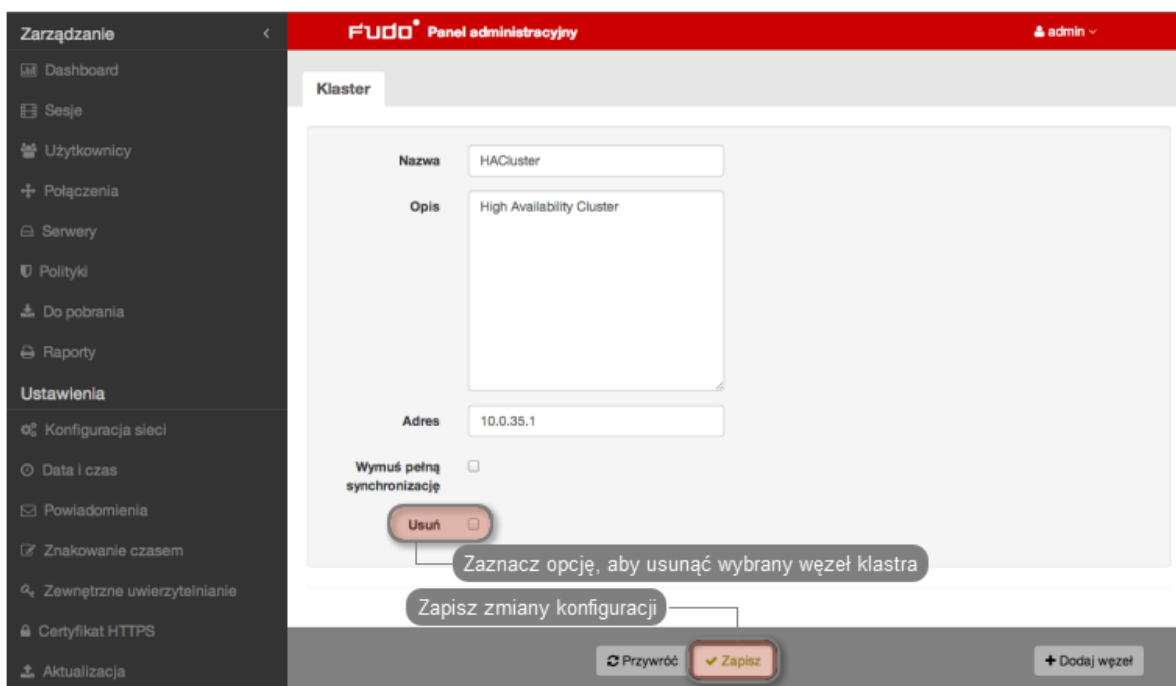 Zarządzanie
FUDO Panel administracyjny
admin
Dashboard
Sesje
Użytkownicy
Połączenia
Serwery
Polityki
Do pobrania
Raporty
Ustawienia
Konfiguracja sieci
Data i czas
Powiadomienia
Znakowanie czasem
Zewnętrzne uwierzytelnianie
Certyfikat HTTPS
Aktualizacja
Klaster
Nazwa HACluster
Opis High Availability Cluster
Adres 10.0.35.1
Wymuś pełną
synchronizację
Usuń
Zaznacz opcję, aby usunąć wybrany węzeł klastra
Zapisz zmiany konfiguracji
Przywróć Zapisz + Dodaj węzeł